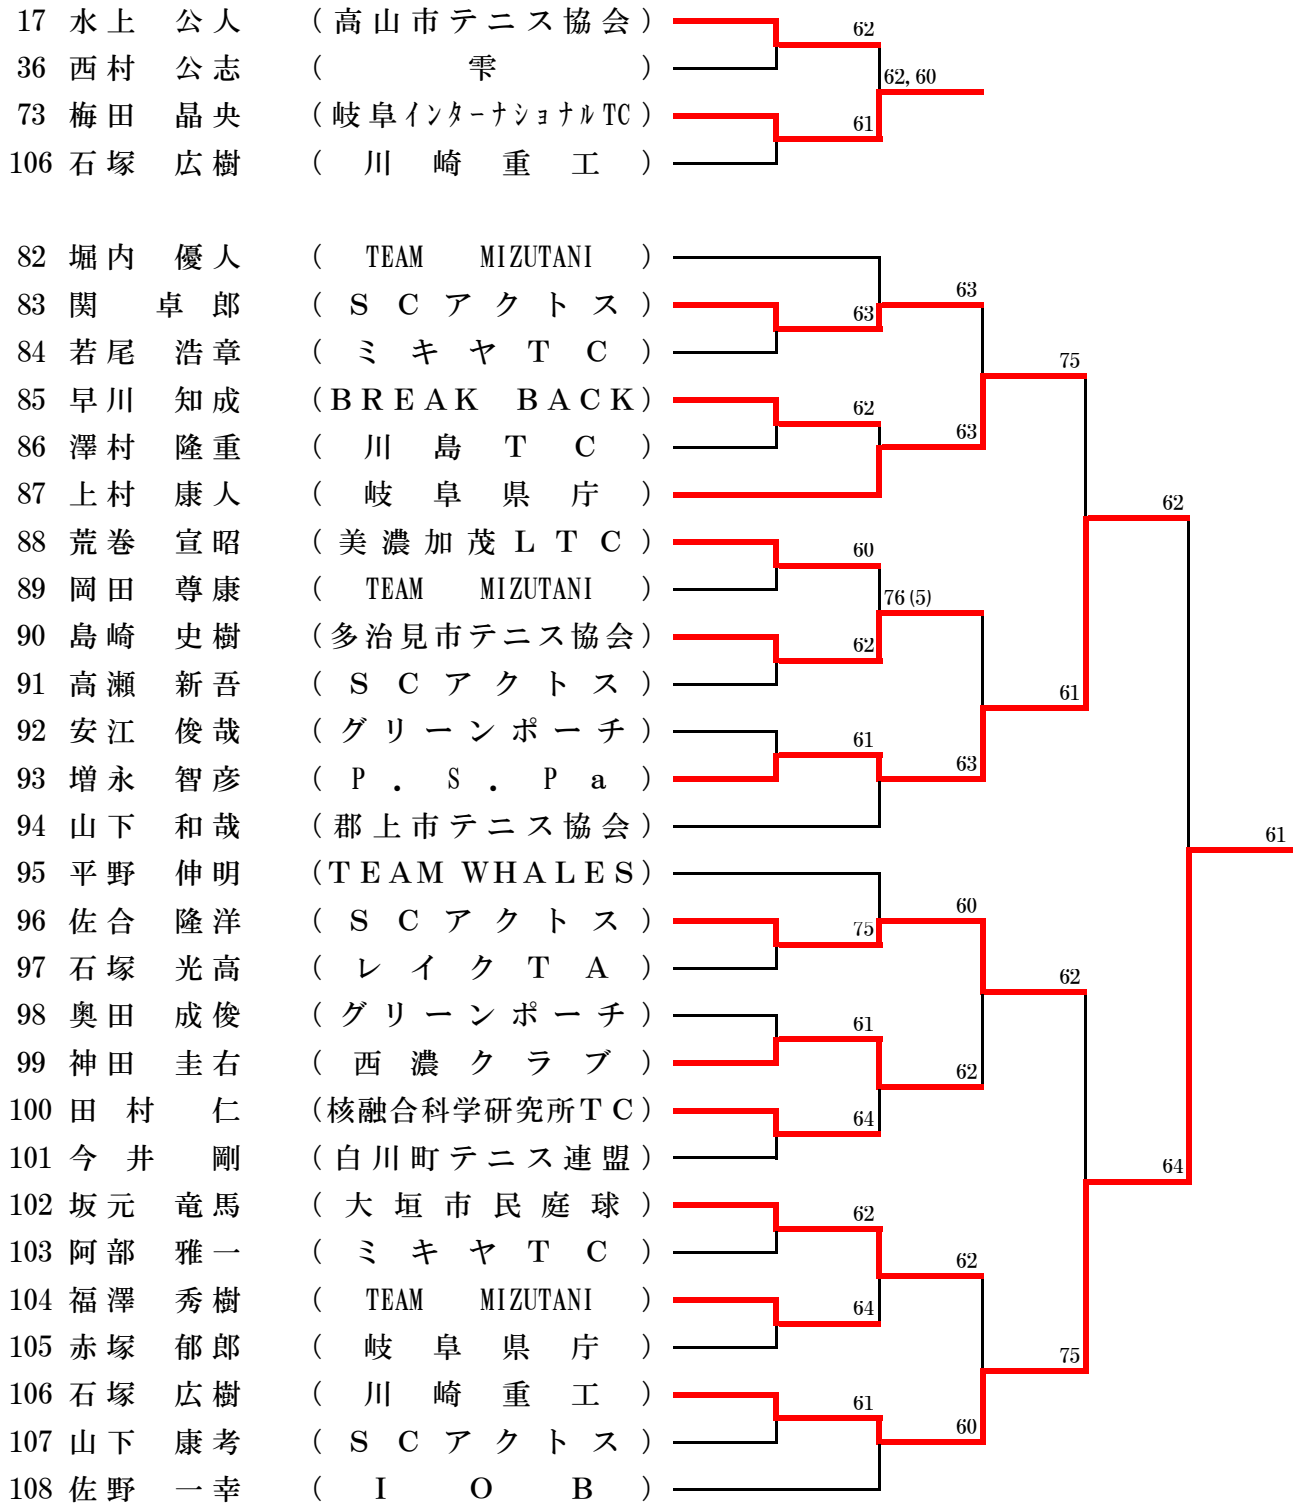 17 水上 公人 (高山市テニス協会) 62
36 西村 公志 ( 雫 )
62, 60
73 梅田 晶央 (岐阜インターナショナルTC) 61
106 石塚 広樹 ( 川崎重工 )
82 堀内 優人 ( TEAM MIZUTANI )
83 関 卓郎 (SCアクトス) 63 63
84 若尾 浩章 (ミキヤTC) 75
85 早川 知成 (BREAK BACK) 62
86 澤村 隆重 (川島TC) 63
87 上村 康人 (岐阜県庁) 62
88 荒巻 宣昭 (美濃加茂LTC) 60
89 岡田 尊康 ( TEAM MIZUTANI ) 76(5)
90 島崎 史樹 (多治見市テニス協会) 62
91 高瀬 新吾 (SCアクトス) 61
92 安江 俊哉 (グリーンポーチ) 61
93 増永 智彦 (P.S.Pa) 63
94 山下 和哉 (郡上市テニス協会) 61
95 平野 伸明 (TEAM WHALES)
96 佐合 隆洋 (SCアクトス) 75 60
97 石塚 光高 (レイクTA) 62
98 奥田 成俊 (グリーンポーチ) 61
99 神田 圭右 (西濃クラブ) 62
100 田村 仁 (核融合科学研究所TC) 64
101 今井 剛 (白川町テニス連盟) 64
102 坂元 竜馬 (大垣市民庭球) 62
103 阿部 雅一 (ミキヤTC) 62
104 福澤 秀樹 ( TEAM MIZUTANI ) 64
105 赤塚 郁郎 (岐阜県庁) 75
106 石塚 広樹 (川崎重工) 61
107 山下 康考 (SCアクトス) 60
108 佐野 一幸 (IOB)